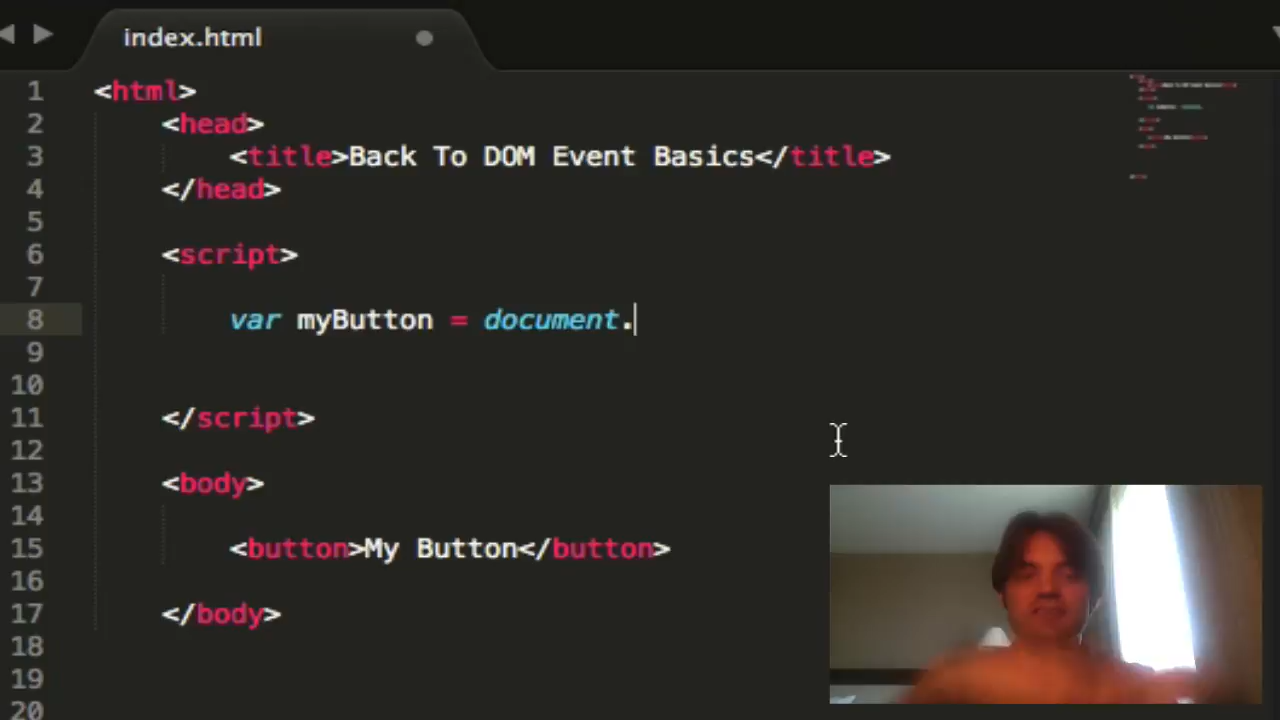 index.html
1 <html>
2 <head>
3 <title>Back To DOM Event Basics</title>
4 </head>
5
6 <script>
7
8 var myButton = document.
9
10
11 </script>
12
13 <body>
14
15 <button>My Button</button>
16
17 </body>
18
19
20